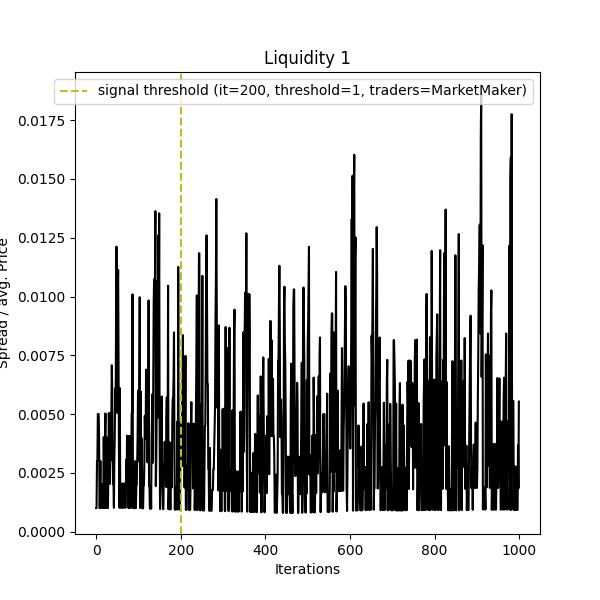 Liquidity 1
signal threshold (it=200, threshold=1, traders=MarketMaker)
0.0175
0.0150
0.0125
0.0100
0.0075
0.0050
0.0025
0.0000
Spread / avg. Price
0 200 400 600 800 1000
Iterations